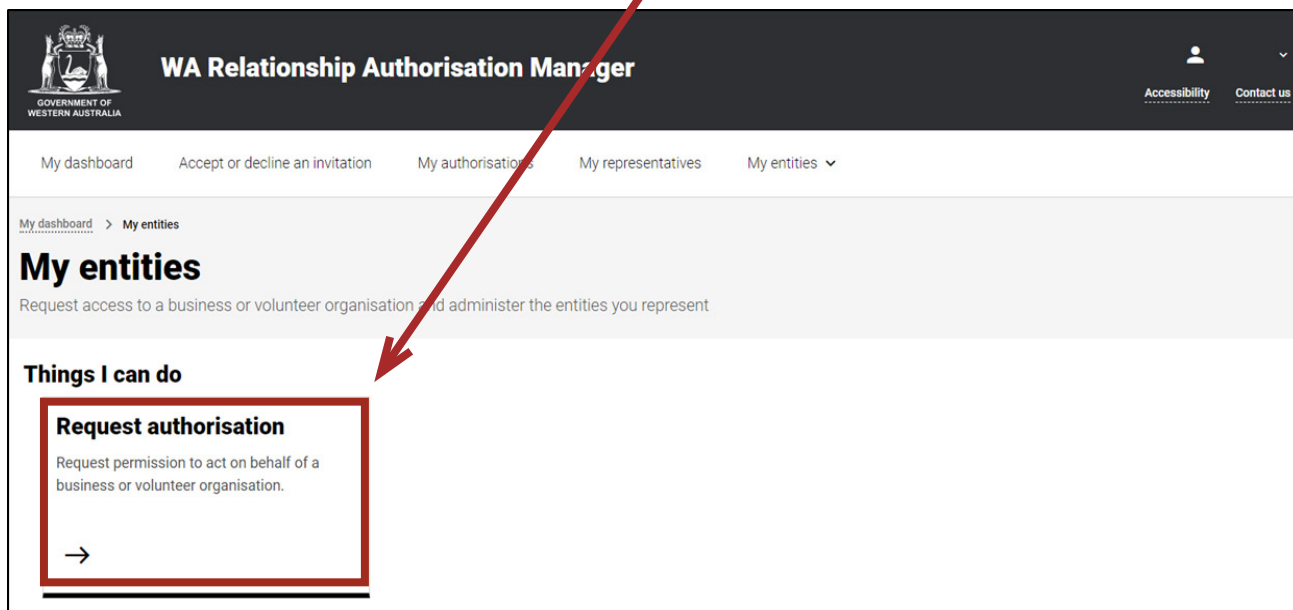 GOVERNMENT OF
WESTERN AUSTRALIA
WA Relationship Authorisation Manager
Accessibility
Contact us
My dashboard
Accept or decline an invitation
My authorisations
My representatives
My entities
My dashboard > My entities
My entities
Request access to a business or volunteer organisation and administer the entities you represent
Things I can do
Request authorisation
Request permission to act on behalf of a
business or volunteer organisation.